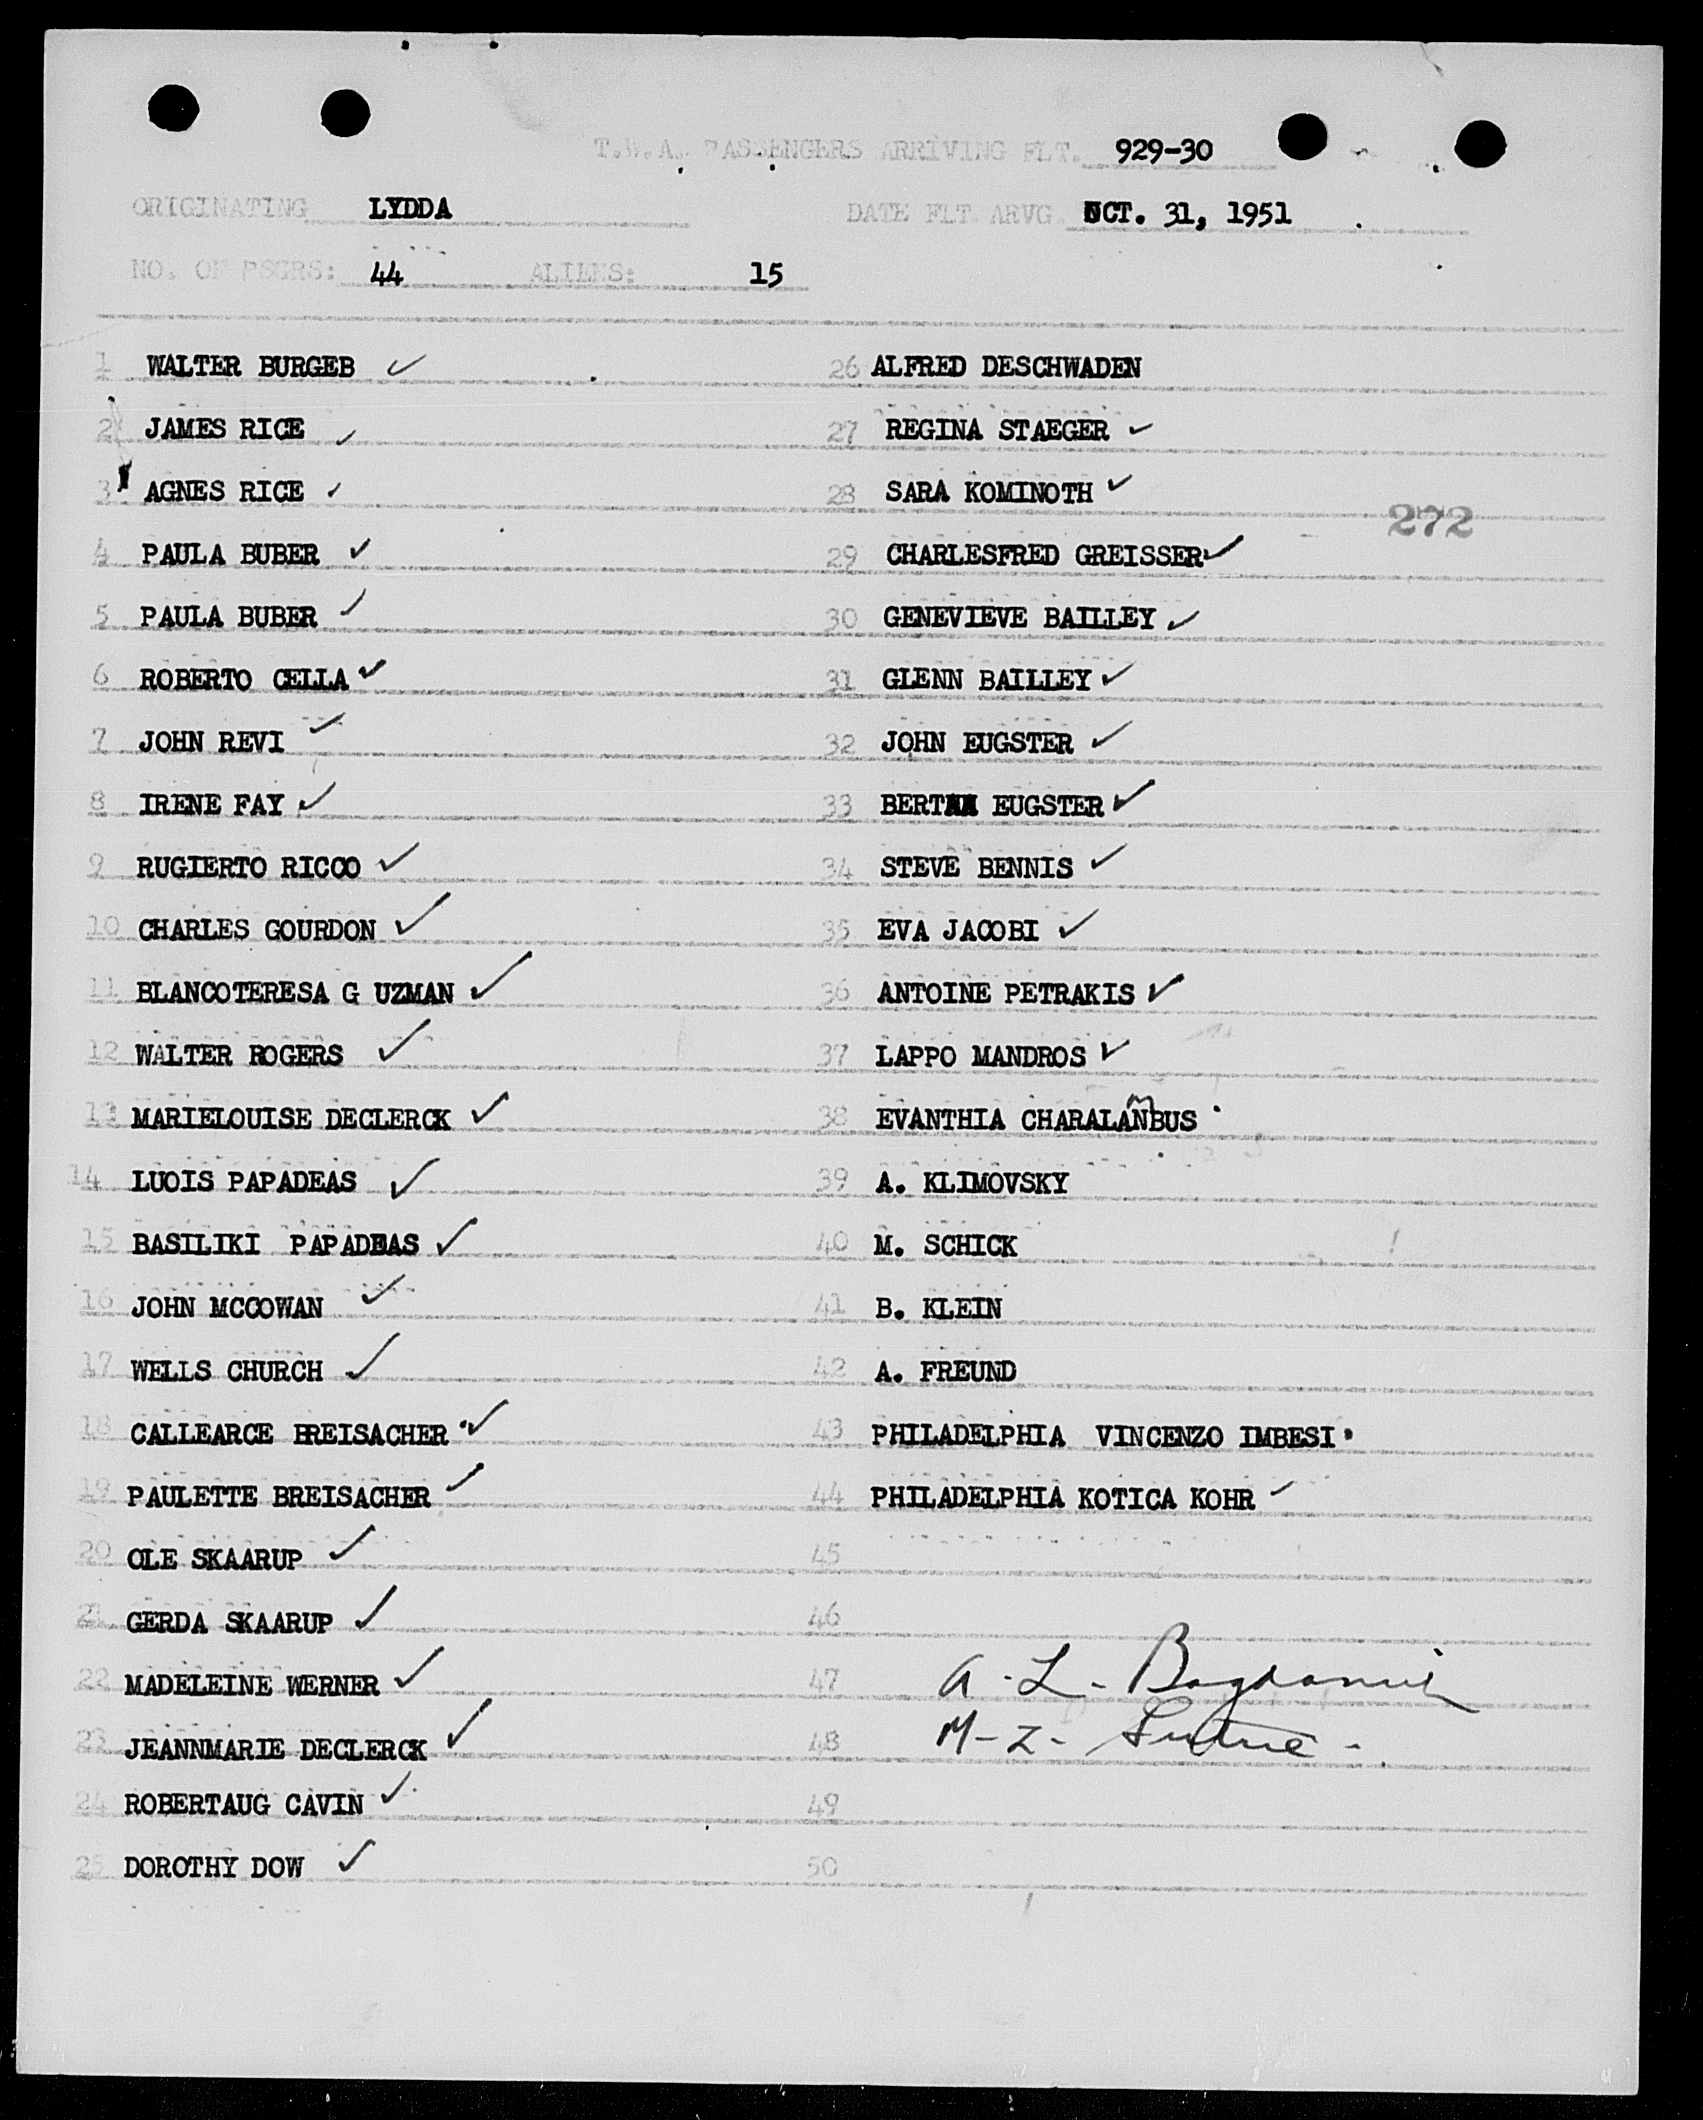 T.W.A. PASSENGERS ARRIVING FLT. 929-30
ORIGINATING LYDDA DATE FLT. ARVG. OCT. 31, 1951
NO. OF PSGRS: 44 ALIENS: 15
1 WALTER BURGEB
2 JAMES RICE
3 AGNES RICE
4 PAULA BUBER
5 PAULA BUBER
6 ROBERTO CELLA
7 JOHN REVI
8 IRENE FAY
9 RUGIERTO RICCO
10 CHARLES GOURDON
11 BLANCOTERESA G UZMAN
12 WALTER ROGERS
13 MARIELOUISE DECLERCK
14 LUOIS PAPADEAS
15 BASILIKI PAPADEAS
16 JOHN MCCOWAN
17 WELLS CHURCH
18 CALLEARCE BREISACHER
19 PAULETTE BREISACHER
20 OLE SKAARUP
21 GERDA SKAARUP
22 MADELEINE WERNER
23 JEANNMARIE DECLERCK
24 ROBERTAUG CAVIN
25 DOROTHY DOW
26 ALFRED DESCHWADEN
27 REGINA STAEGER
28 SARA KOMINOTH
272
29 CHARLESFRED GREISSER
30 GENEVIEVE BAILLEY
31 GLENN BAILLEY
32 JOHN EUGSTER
33 BERTHA EUGSTER
34 STEVE BENNIS
35 EVA JACOBI
36 ANTOINE PETRAKIS
37 LAPPO MANDROS
38 EVANTHIA CHARALAMBUS
39 A. KLIMOVSKY
40 M. SCHICK
41 B. KLEIN
42 A. FREUND
43 PHILADELPHIA VINCENZO IMBESI
44 PHILADELPHIA KOTICA KOHR
45
46
47 A. L.
48 M-Z-
49
50